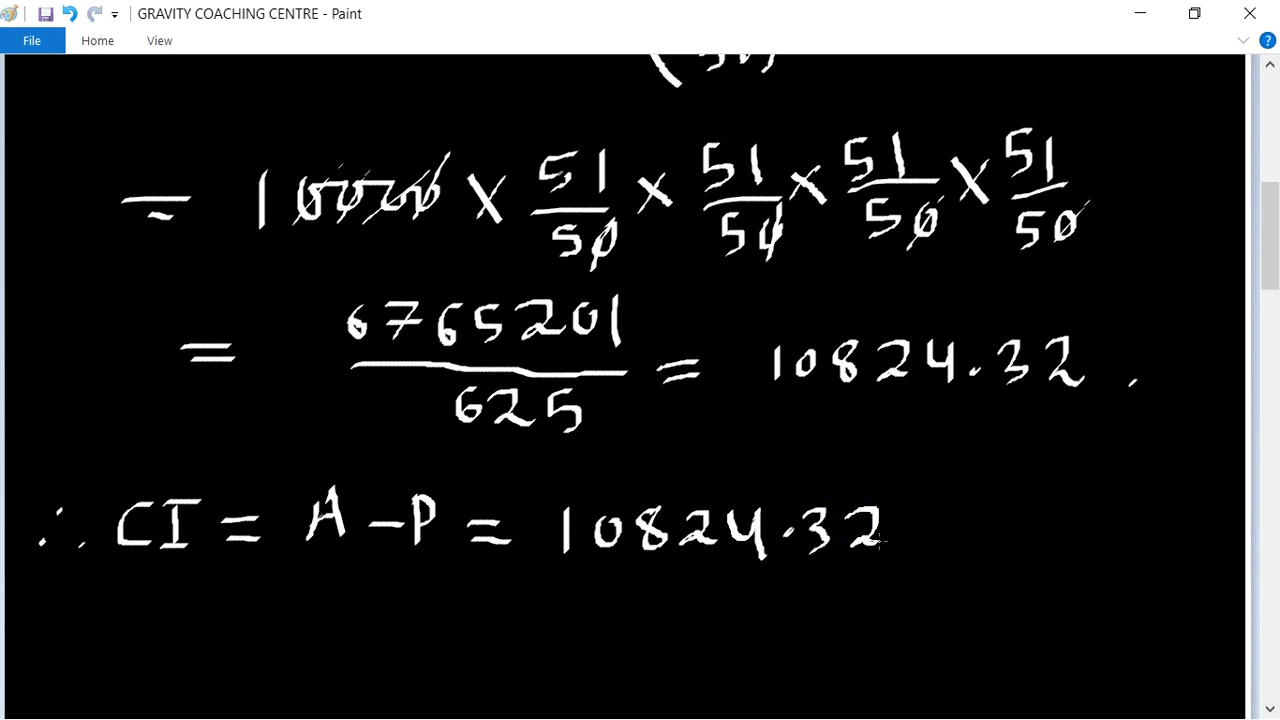 GRAVITY COACHING CENTRE - Paint
File Home View
= 10000 × 51/50 × 51/50 × 51/50 × 51/50
= 6765201/625 = 10824.32 .
∴ CI = A - P = 10824.32